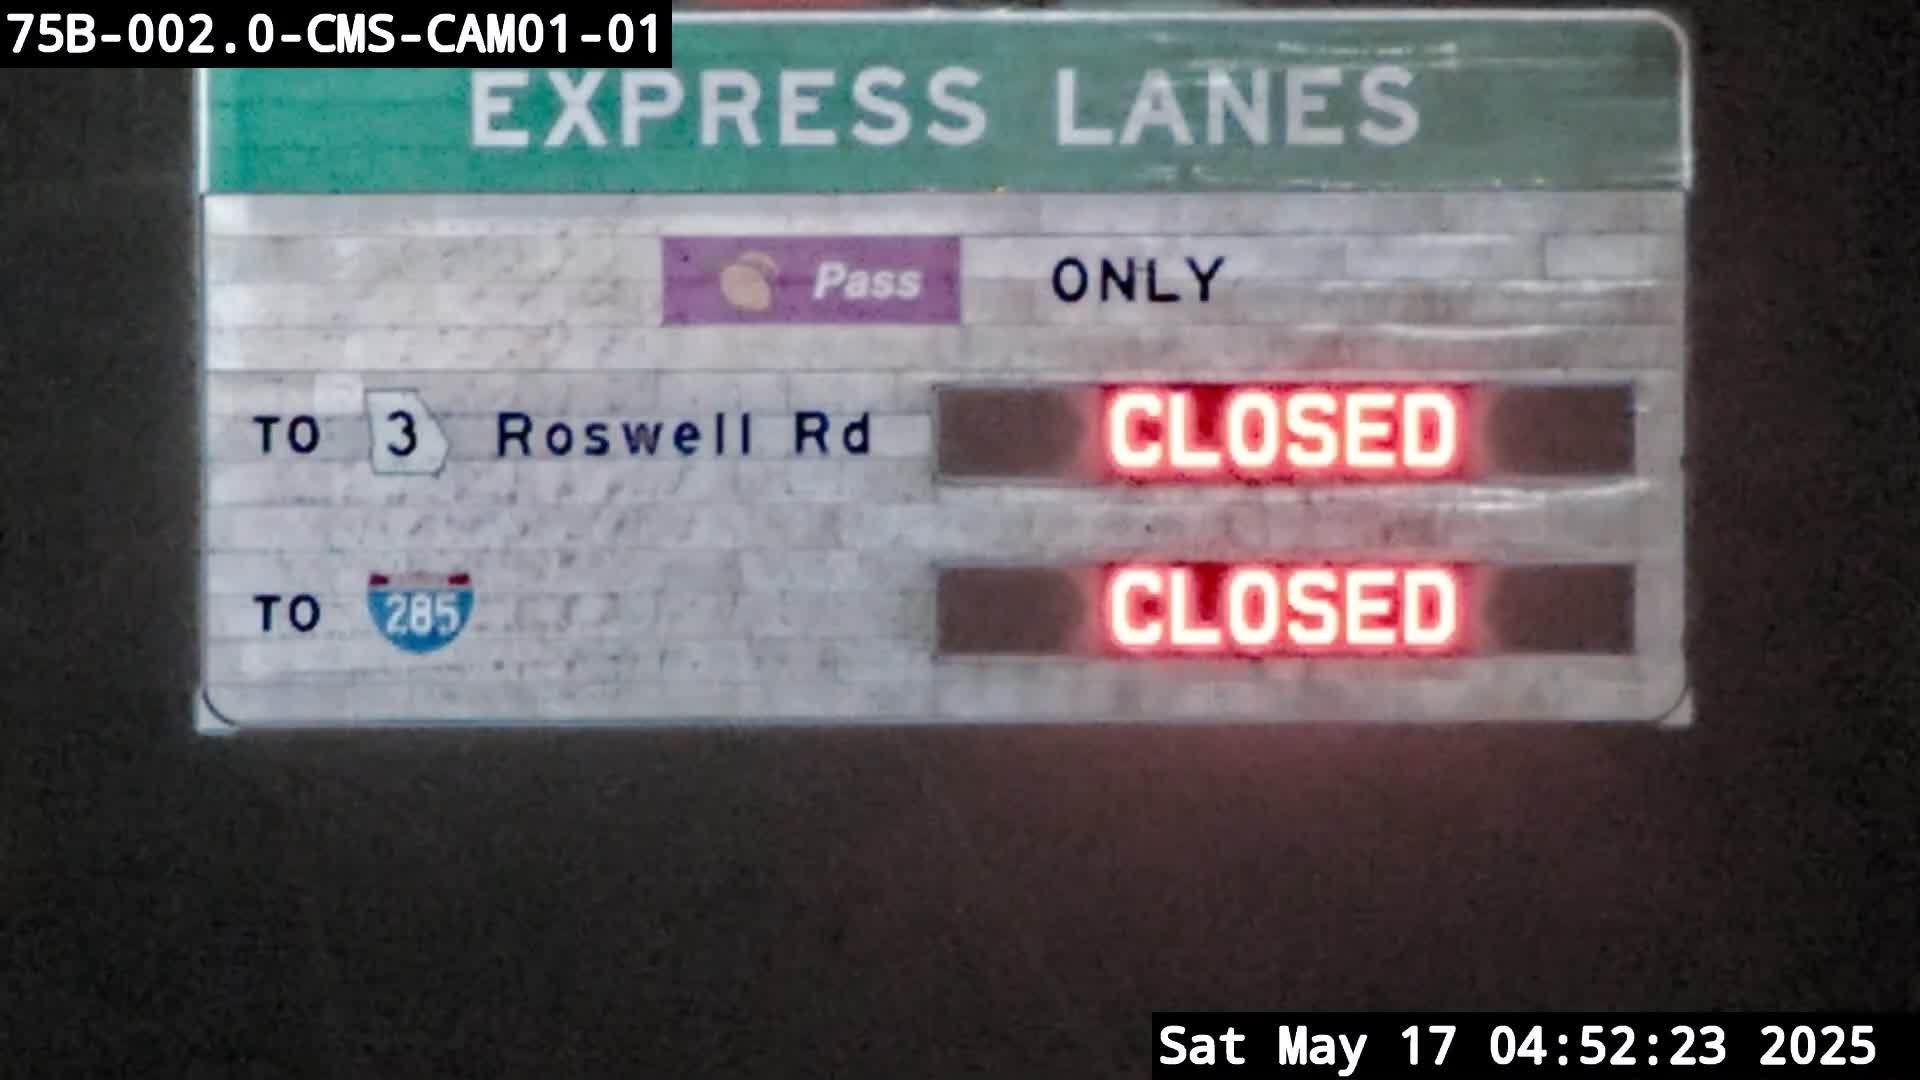 75B-002.0-CMS-CAM01-01
EXPRESS LANES
Pass ONLY
TO 3 Roswell Rd CLOSED
TO 285 CLOSED
Sat May 17 04:52:23 2025